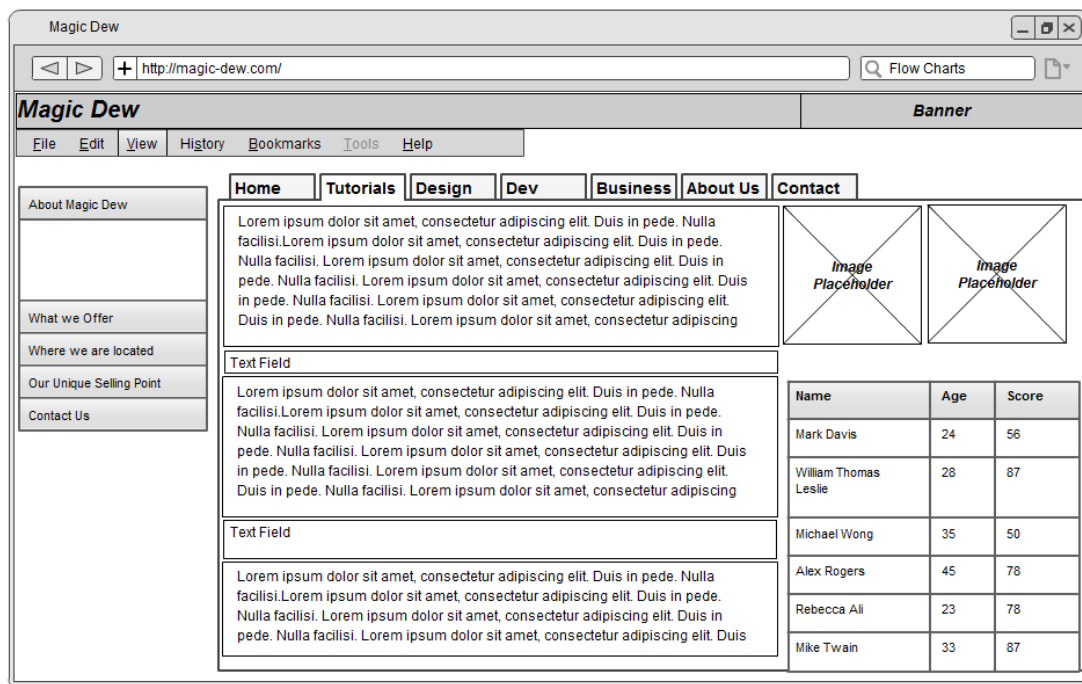 Magic Dew
http://magic-dew.com/
Flow Charts
Magic Dew
Banner
File Edit View History Bookmarks Tools Help
Home Tutorials Design Dev Business About Us Contact
About Magic Dew
What we Offer
Where we are located
Our Unique Selling Point
Contact Us
Lorem ipsum dolor sit amet, consectetur adipiscing elit. Duis in pede. Nulla
facilisi.Lorem ipsum dolor sit amet, consectetur adipiscing elit. Duis in pede.
Nulla facilisi. Lorem ipsum dolor sit amet, consectetur adipiscing elit. Duis in
pede. Nulla facilisi. Lorem ipsum dolor sit amet, consectetur adipiscing elit. Duis
in pede. Nulla facilisi. Lorem ipsum dolor sit amet, consectetur adipiscing elit.
Duis in pede. Nulla facilisi. Lorem ipsum dolor sit amet, consectetur adipiscing
Text Field
Lorem ipsum dolor sit amet, consectetur adipiscing elit. Duis in pede. Nulla
facilisi.Lorem ipsum dolor sit amet, consectetur adipiscing elit. Duis in pede.
Nulla facilisi. Lorem ipsum dolor sit amet, consectetur adipiscing elit. Duis in
pede. Nulla facilisi. Lorem ipsum dolor sit amet, consectetur adipiscing elit. Duis
in pede. Nulla facilisi. Lorem ipsum dolor sit amet, consectetur adipiscing elit.
Duis in pede. Nulla facilisi. Lorem ipsum dolor sit amet, consectetur adipiscing
Text Field
Lorem ipsum dolor sit amet, consectetur adipiscing elit. Duis in pede. Nulla
facilisi.Lorem ipsum dolor sit amet, consectetur adipiscing elit. Duis in pede.
Nulla facilisi. Lorem ipsum dolor sit amet, consectetur adipiscing elit. Duis in
pede. Nulla facilisi. Lorem ipsum dolor sit amet, consectetur adipiscing elit. Duis
Image
Placeholder
Image
Placeholder
Name Age Score
Mark Davis 24 56
William Thomas 28 87
Leslie
Michael Wong 35 50
Alex Rogers 45 78
Rebecca Ali 23 78
Mike Twain 33 87